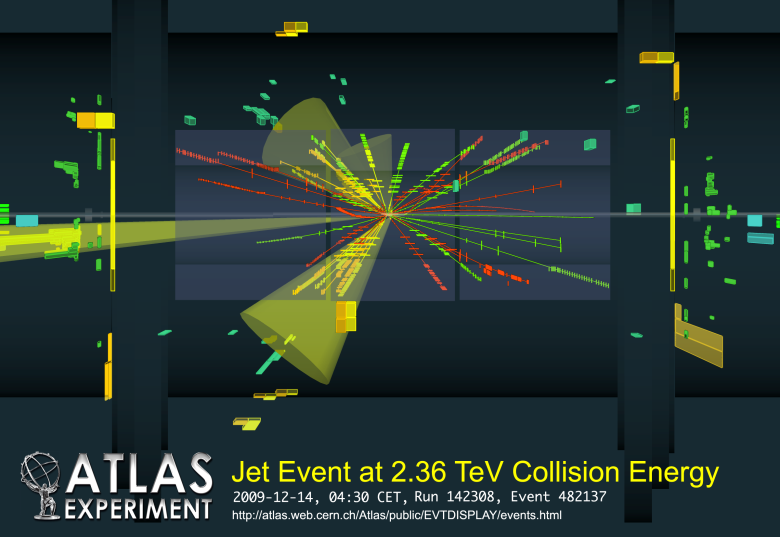 ATLAS
EXPERIMENT
Jet Event at 2.36 TeV Collision Energy
2009-12-14, 04:30 CET, Run 142308, Event 482137
http://atlas.web.cern.ch/Atlas/public/EVTDISPLAY/events.html